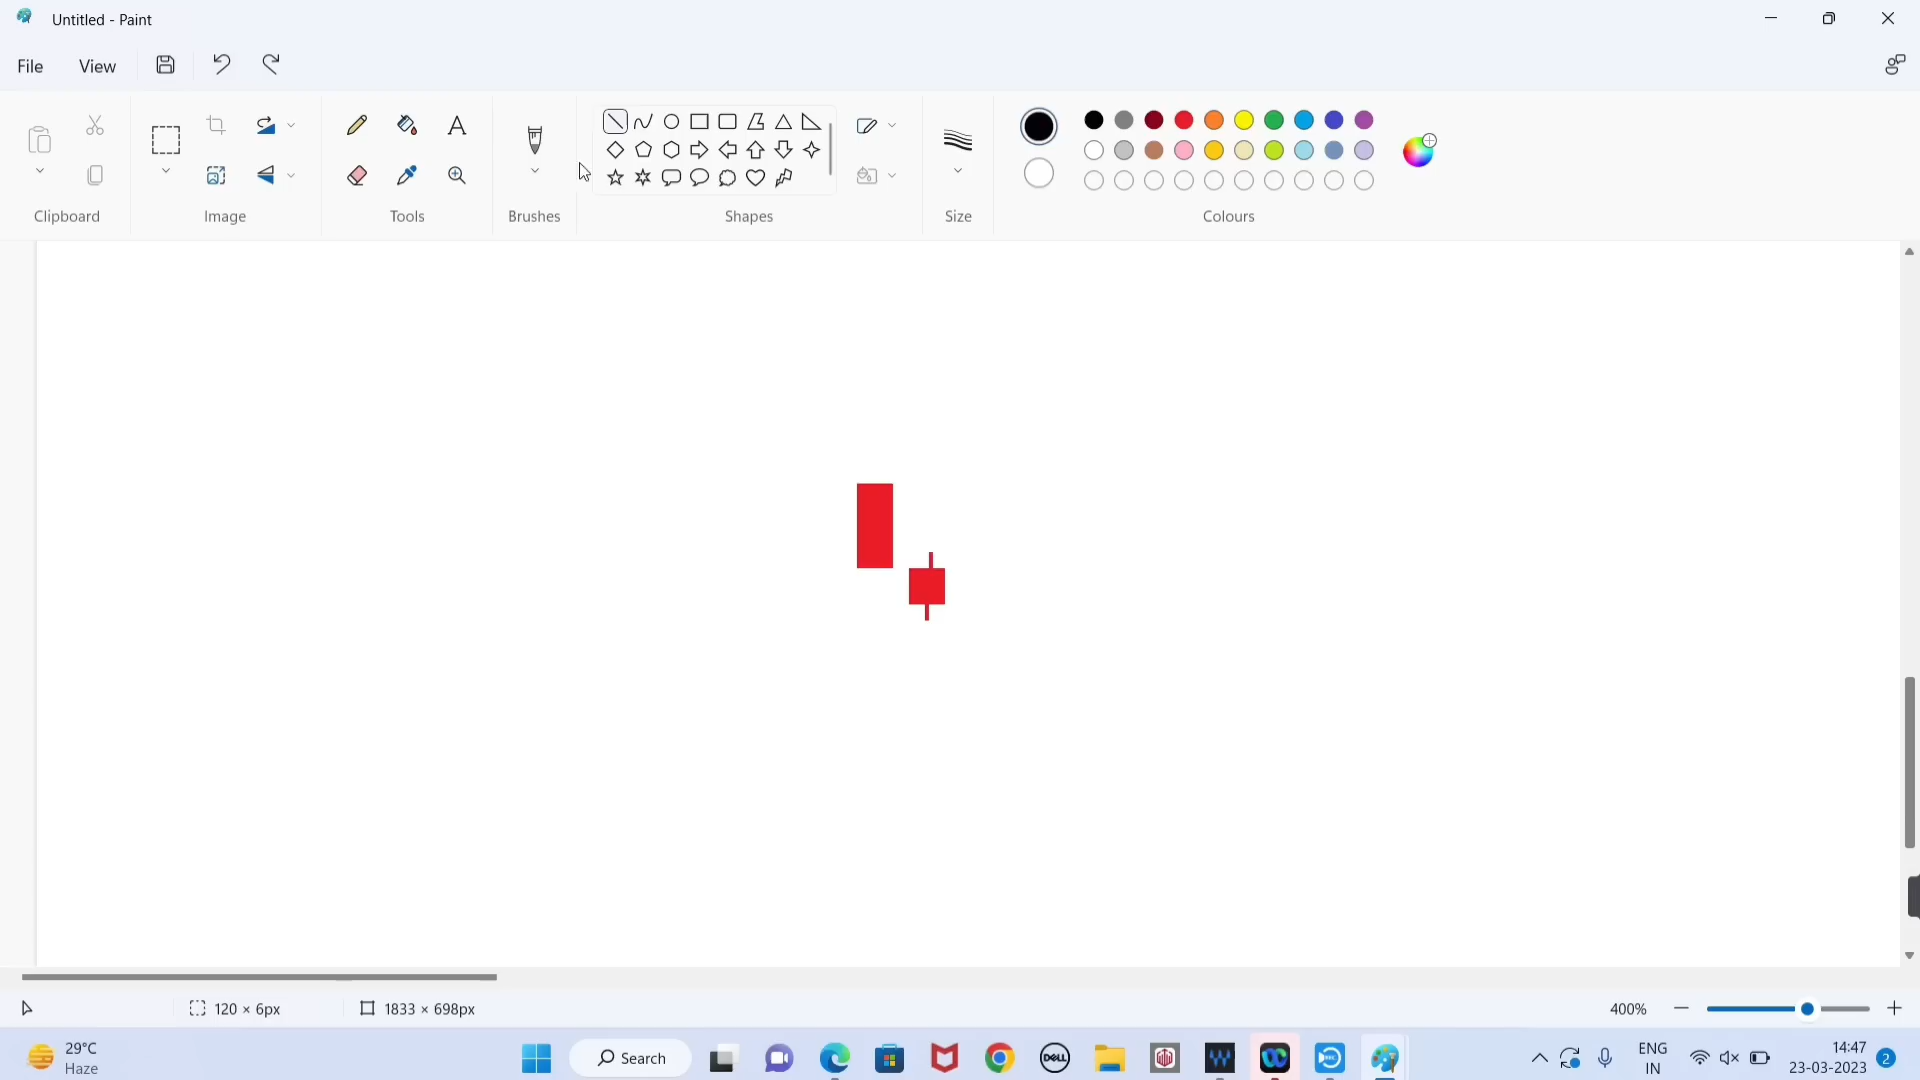 Untitled - Paint
File View
Clipboard
Image
Tools
Brushes
Shapes
Size
Colours
120 × 6px
1833 × 698px
400%
29°C
Haze
Search
DELL
ENG
IN
14:47
23-03-2023
2